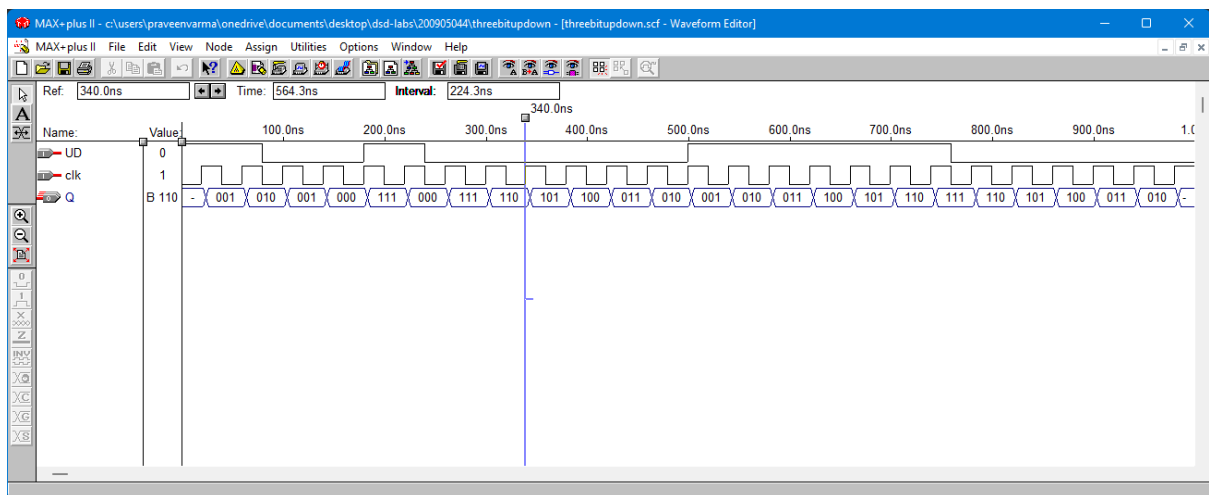 MAX+plus II - c:\users\praveenvarma\onedrive\documents\desktop\dsd-labs\200905044\threebitupdown - [threebitupdown.scf - Waveform Editor]
MAX+plus II File Edit View Node Assign Utilities Options Window Help
Ref: 340.0ns Time: 564.3ns Interval: 224.3ns
340.0ns
Name: Value: 100.0ns 200.0ns 300.0ns 400.0ns 500.0ns 600.0ns 700.0ns 800.0ns 900.0ns 1.0
UD 0
clk 1
Q B 110 - 001 010 001 000 111 000 111 110 101 100 011 010 001 010 011 100 101 110 111 110 101 100 011 010 -